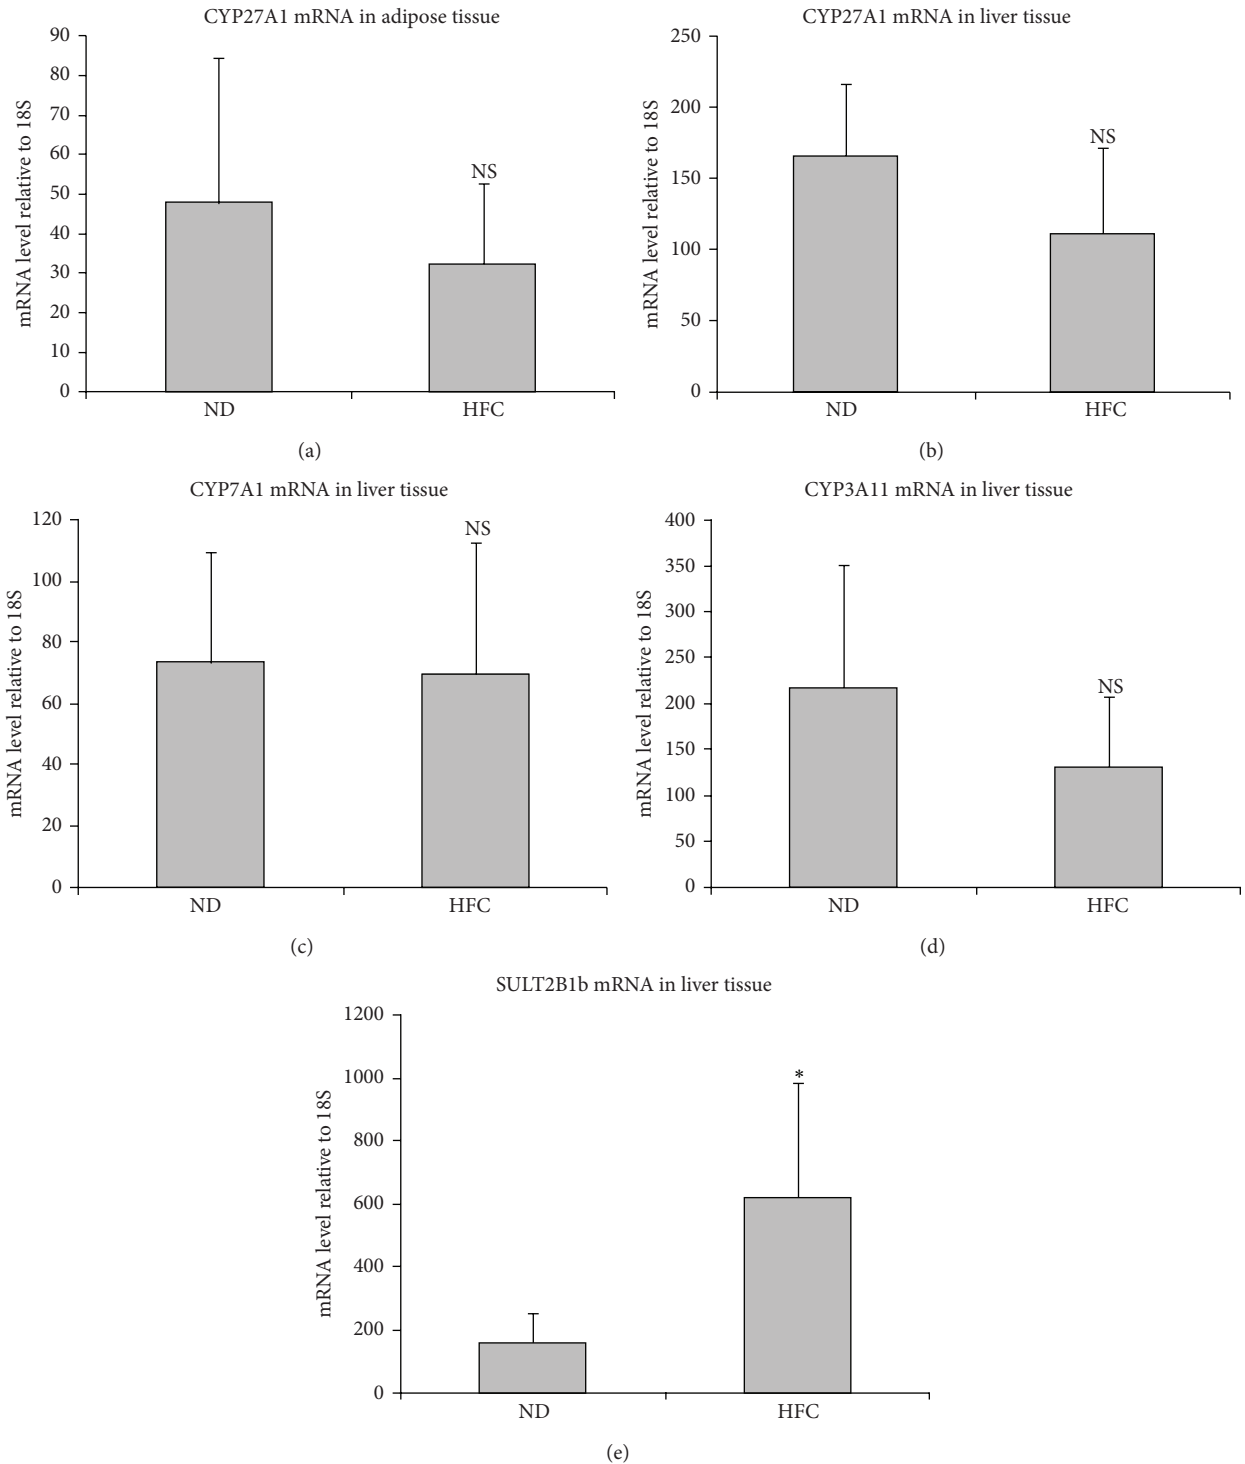 CYP27A1 mRNA in adipose tissue
mRNA level relative to 18S
90
80
70
60
50
40
30
20
10
0
NS
ND HFC
(a)
CYP27A1 mRNA in liver tissue
mRNA level relative to 18S
250
200
150
100
50
0
NS
ND HFC
(b)
CYP7A1 mRNA in liver tissue
mRNA level relative to 18S
120
100
80
60
40
20
0
NS
ND HFC
(c)
CYP3A11 mRNA in liver tissue
mRNA level relative to 18S
400
350
300
250
200
150
100
50
0
NS
ND HFC
(d)
SULT2B1b mRNA in liver tissue
mRNA level relative to 18S
1200
1000
800
600
400
200
0
*
ND HFC
(e)